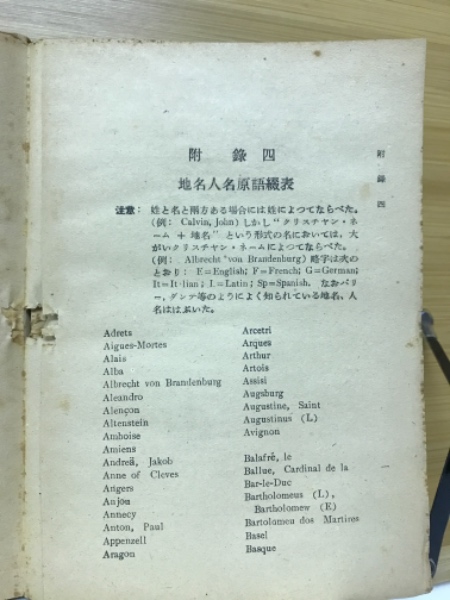 附錄四
附錄四
地名人名原語綴表
注意： 姓と名と両方ある場合には姓によつてならべた。
（例： Calvin, John）しかし“クリスチヤン・ネ
ーム ＋ 地名”という形式の名においては、大
がいクリスチヤン・ネームによつてならべた。
（例： Albrecht von Brandenburg）略字は次の
とおり： E=English; F=French; G=German;
It=Italian; L=Latin; Sp=Spanish. なおパリ
ー，ダンテ等のようによく知られている地名、人
名ははぶいた。
Adrets
Aigues-Mortes
Alais
Alba
Albrecht von Brandenburg
Aleandro
Alençon
Altenstein
Amboise
Amiens
Andreä, Jakob
Anne of Cleves
Angers
Anjou
Annecy
Anton, Paul
Appenzell
Aragon
Arcetri
Arques
Arthur
Artois
Assisi
Augsburg
Augustine, Saint
Augustinus (L)
Avignon
Balafré, le
Ballue, Cardinal de la
Bar-le-Duc
Bartholomeus (L),
Bartholomew (E)
Bartolomeu dos Martires
Basel
Basque